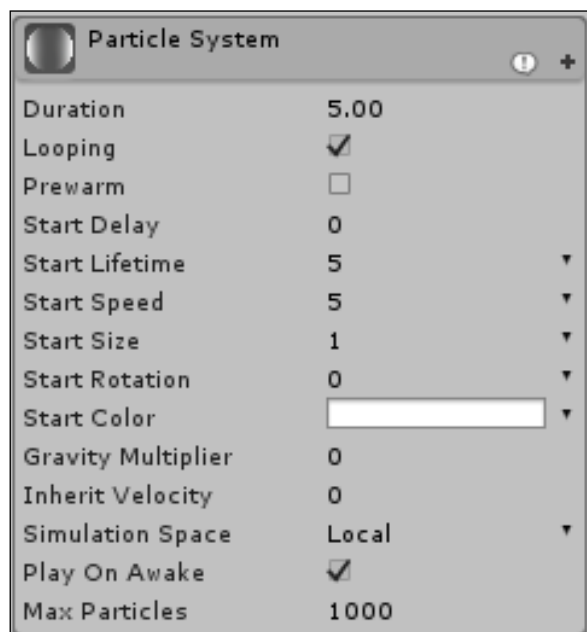 Particle System
Duration 5.00
Looping
Prewarm
Start Delay 0
Start Lifetime 5
Start Speed 5
Start Size 1
Start Rotation 0
Start Color
Gravity Multiplier 0
Inherit Velocity 0
Simulation Space Local
Play On Awake
Max Particles 1000